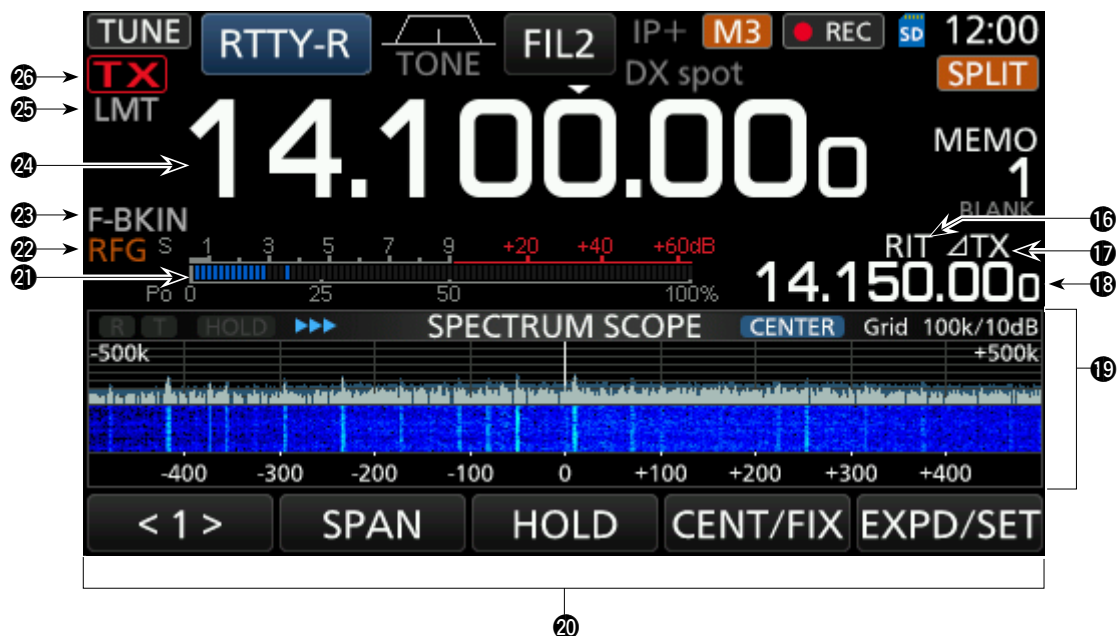 TUNE RTTY-R TONE FIL2 IP+ M3 REC SD 12:00
㉖ TX DX spot SPLIT
㉕ LMT
㉔ 14.100.000 MEMO
1
㉓ F-BKIN BLANK ⑯
㉒ RFG S 1 3 5 7 9 +20 +40 +60dB RIT ⊿TX ⑰
㉑ 14.150.000 ⑱
Po 0 25 50 100%
R T HOLD SPECTRUM SCOPE CENTER Grid 100k/10dB
-500k +500k
⑲
-400 -300 -200 -100 0 +100 +200 +300 +400
< 1 > SPAN HOLD CENT/FIX EXPD/SET
⑳